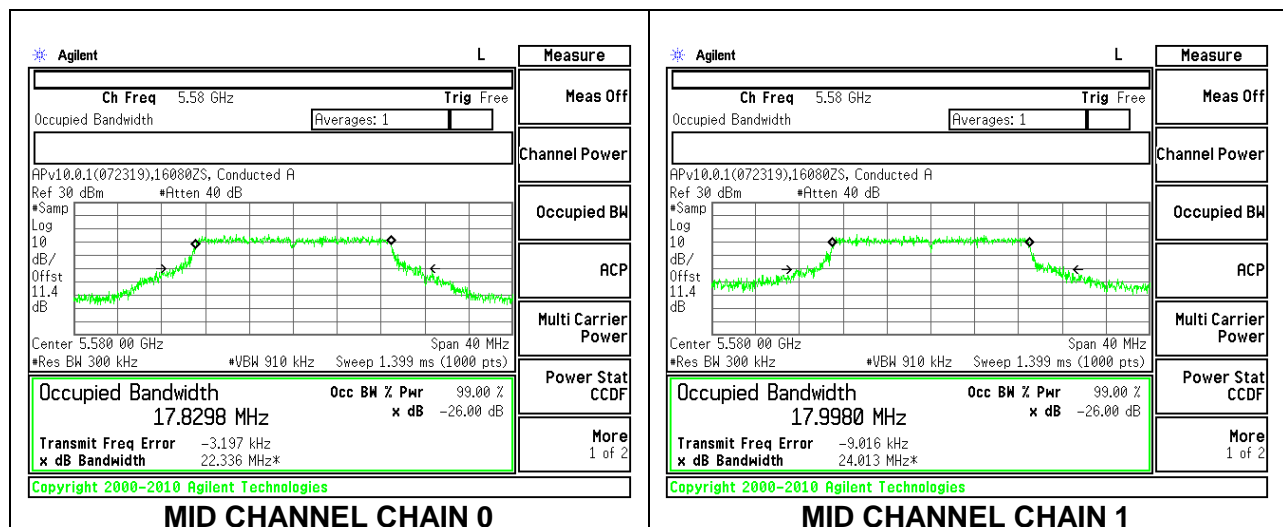 Agilent L Measure
Ch Freq 5.58 GHz Trig Free
Meas Off
Occupied Bandwidth Averages: 1
Channel Power
APv10.0.1(072319),16080ZS, Conducted A
Ref 30 dBm #Atten 40 dB
#Samp
Log
10
dB/
Offst
11.4
dB
Occupied BW
ACP
Multi Carrier
Power
Center 5.580 00 GHz Span 40 MHz
#Res BW 300 kHz #VBW 910 kHz Sweep 1.399 ms (1000 pts)
Power Stat
CCDF
Occupied Bandwidth Occ BW % Pwr 99.00 %
17.8298 MHz x dB -26.00 dB
Transmit Freq Error -3.197 kHz
x dB Bandwidth 22.336 MHz*
More
1 of 2
Copyright 2000-2010 Agilent Technologies
MID CHANNEL CHAIN 0
Agilent L Measure
Ch Freq 5.58 GHz Trig Free
Meas Off
Occupied Bandwidth Averages: 1
Channel Power
APv10.0.1(072319),16080ZS, Conducted A
Ref 30 dBm #Atten 40 dB
#Samp
Log
10
dB/
Offst
11.4
dB
Occupied BW
ACP
Multi Carrier
Power
Center 5.580 00 GHz Span 40 MHz
#Res BW 300 kHz #VBW 910 kHz Sweep 1.399 ms (1000 pts)
Power Stat
CCDF
Occupied Bandwidth Occ BW % Pwr 99.00 %
17.9980 MHz x dB -26.00 dB
Transmit Freq Error -9.016 kHz
x dB Bandwidth 24.013 MHz*
More
1 of 2
Copyright 2000-2010 Agilent Technologies
MID CHANNEL CHAIN 1